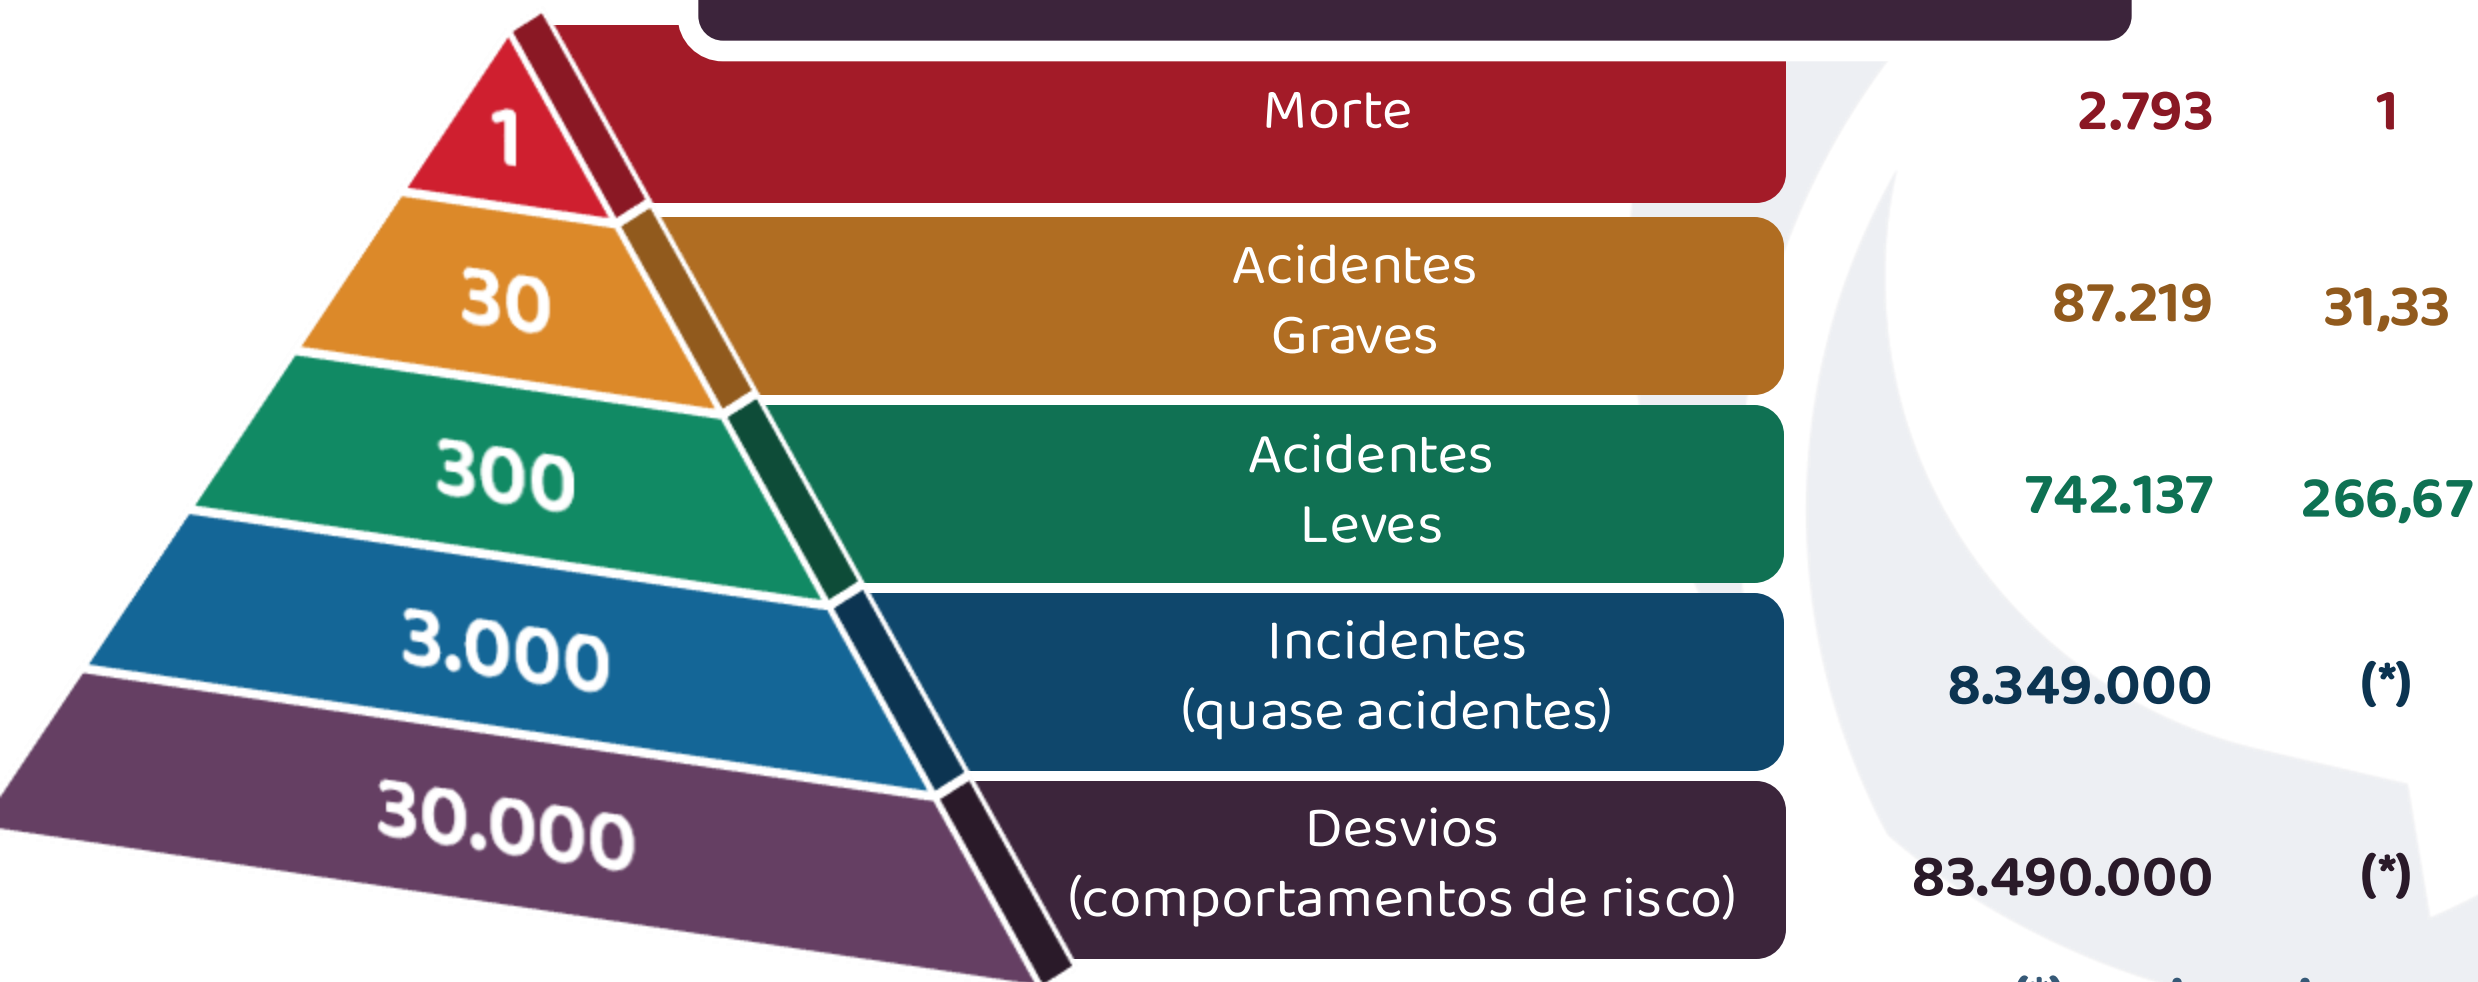 1
Morte
2.793
1
30
Acidentes
Graves
87.219
31,33
300
Acidentes
Leves
742.137
266,67
3.000
Incidentes
(quase acidentes)
8.349.000
(*)
30.000
Desvios
(comportamentos de risco)
83.490.000
(*)